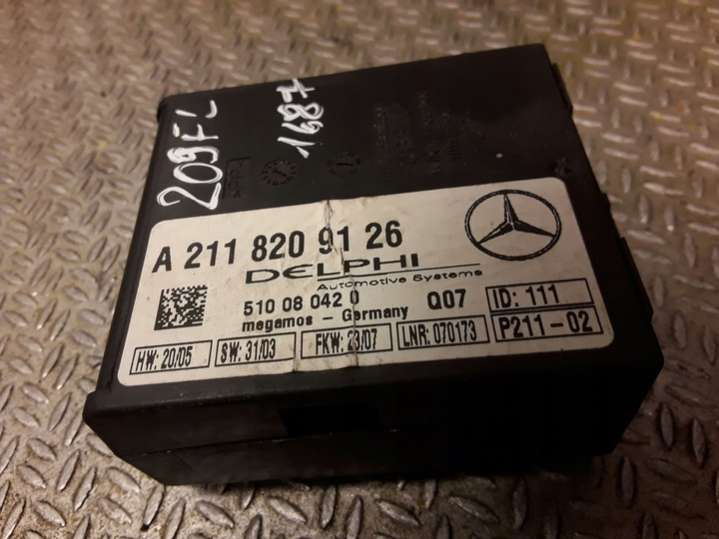 209FL
1687
A 211 820 91 26
DELPHI
Automotive Systems
510 08 042 0
Q07
ID: 111
megamos - Germany
HW: 20/05
SW: 31/03
FKW: 23/07
LNR: 070173
P211-02